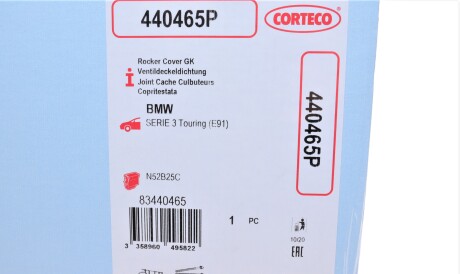 440465P
CORTECO
Rocker Cover GK
Ventildeckeldichtung
Joint Cache Culbuteurs
Copritestata
BMW
SERIE 3 Touring (E91)
440465P
N52B25C
83440465
1 PC
3 358960 495822
10/20
EAC